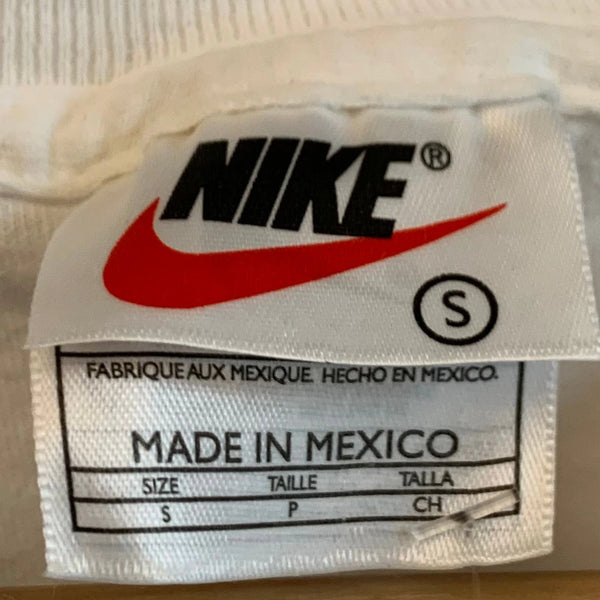 NIKE®
S
FABRIQUE AUX MEXIQUE. HECHO EN MEXICO.
MADE IN MEXICO
SIZE TAILLE TALLA
S P CH